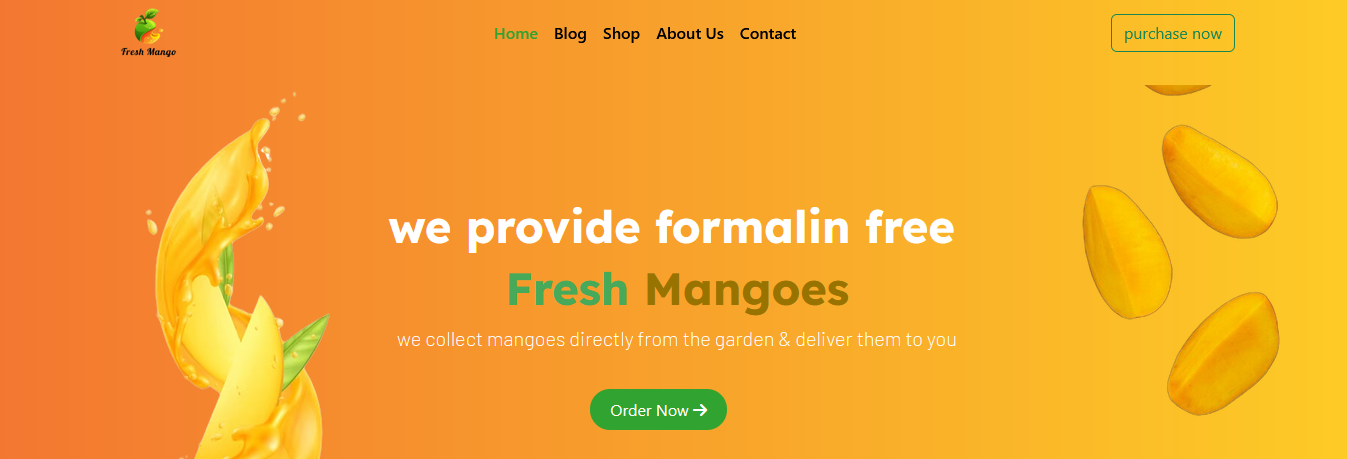 Fresh Mango
Home Blog Shop About Us Contact
purchase now
we provide formalin free
Fresh Mangoes
we collect mangoes directly from the garden & deliver them to you
Order Now